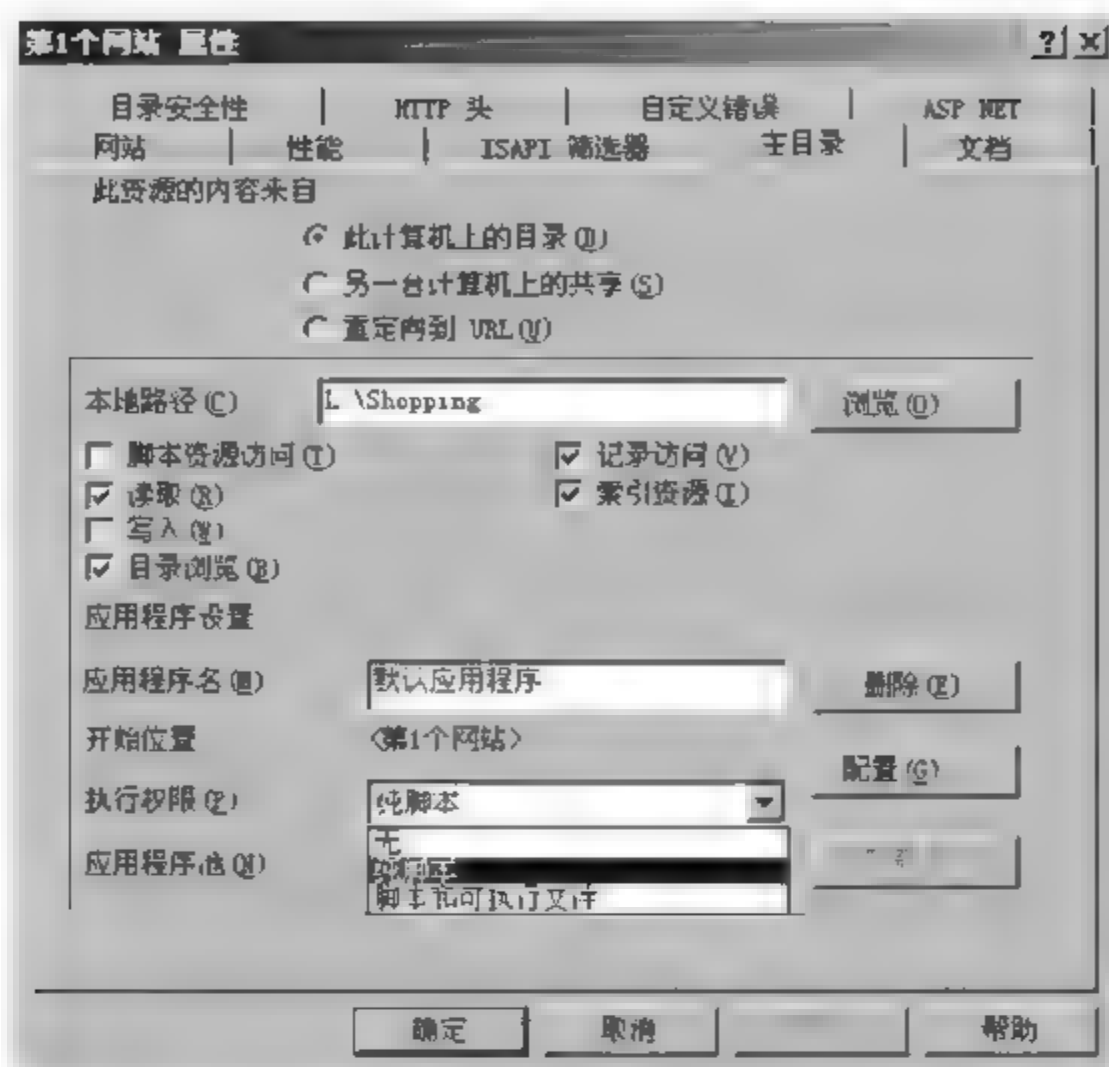 第1个网站 属性
目录安全性 HTTP 头 自定义错误 ASP NET
网站 性能 ISAPI 筛选器 主目录 文档
此资源的内容来自
此计算机上的目录(D)
另一台计算机上的共享(S)
重定向到 URL(U)
本地路径(C) L \Shopping 浏览(O)
脚本资源访问(T) 记录访问(V)
读取(R) 索引资源(I)
写入(W)
目录浏览(B)
应用程序设置
应用程序名(M) 默认应用程序 删除(E)
开始位置 <第1个网站>
配置(G)
执行权限(P) 纯脚本
无
应用程序池(N) 纯脚本
脚本和可执行文件
确定 取消 帮助